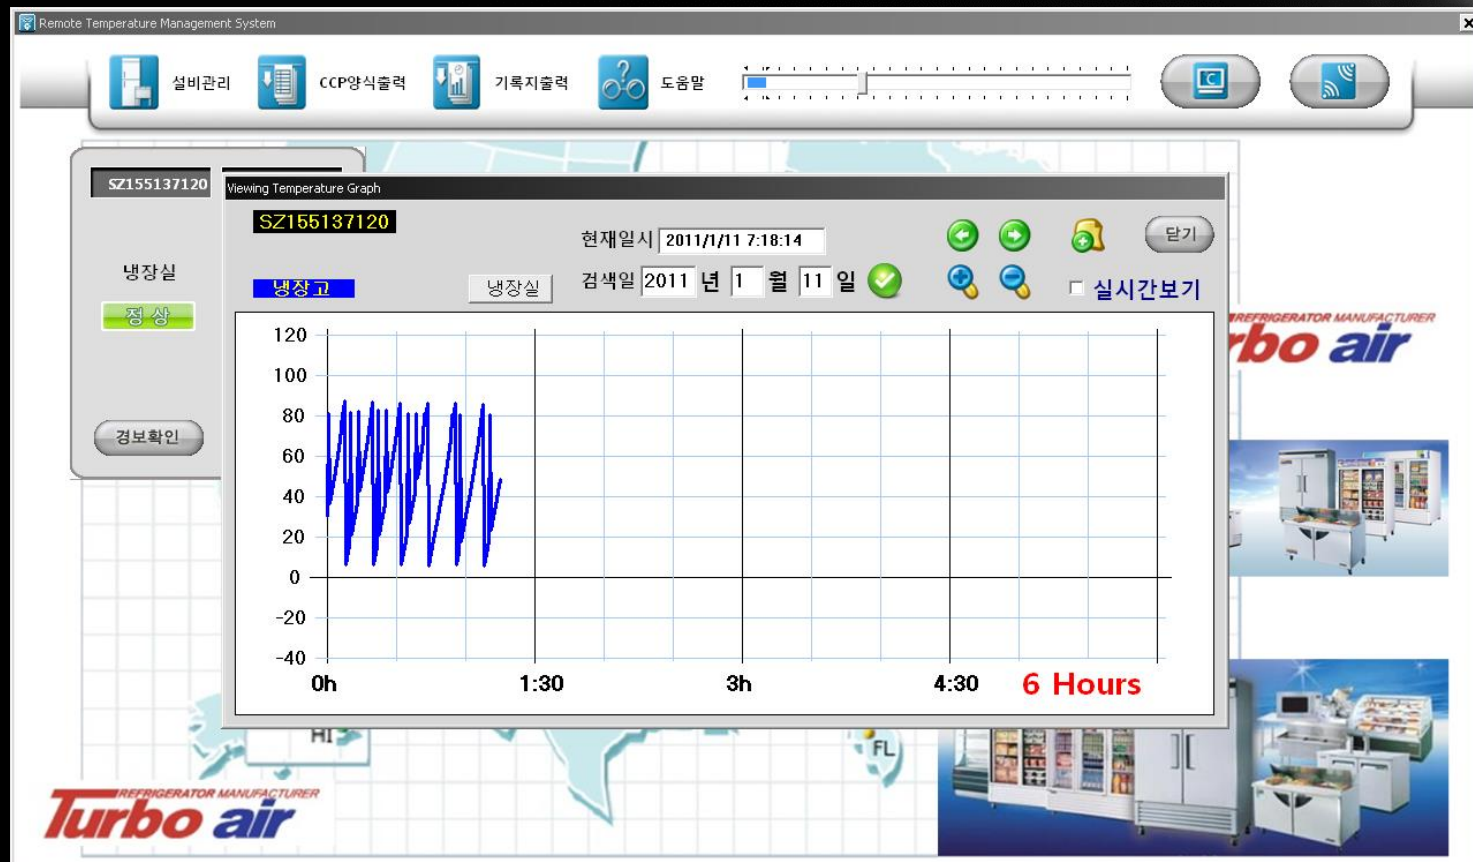 Remote Temperature Management System
설비관리
CCP양식출력
기록지출력
도움말
C
SZ155137120
냉장실
정상
경보확인
Viewing Temperature Graph
SZ155137120
현재일시 2011/1/11 7:18:14
닫기
냉장고
냉장실
검색일 2011 년 1 월 11 일
실시간보기
120
100
80
60
40
20
0
-20
-40
0h 1:30 3h 4:30 6 Hours
REFRIGERATOR MANUFACTURER
rbo air
HI
FL
REFRIGERATOR MANUFACTURER
Turbo air